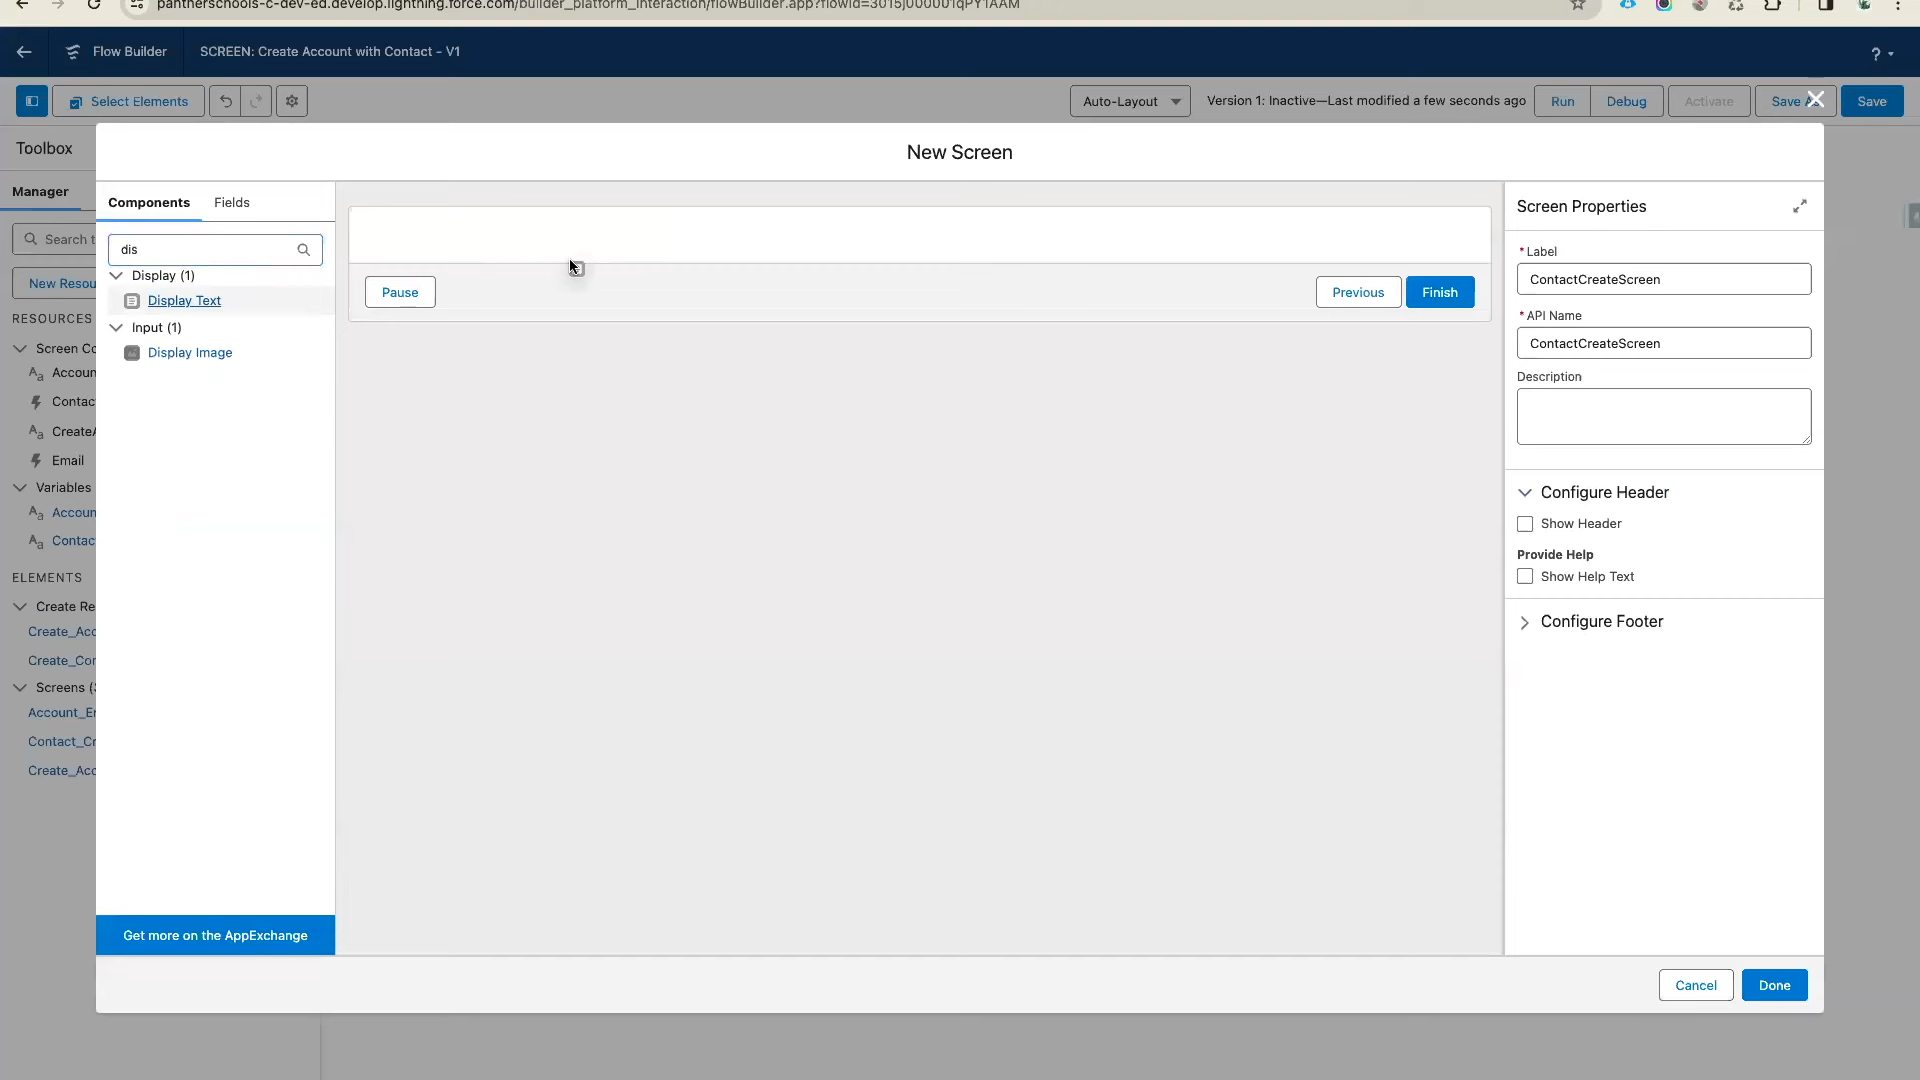 pantherschools-c-dev-ed.develop.lightning.force.com/builder_platform_interaction/flowBuilder.app?flowId=3015j000001qPY1AAM
Flow Builder
SCREEN: Create Account with Contact - V1
?
Select Elements
Auto-Layout
Version 1: Inactive—Last modified a few seconds ago
Run
Debug
Activate
Save
Save
Toolbox
New Screen
Manager
Components
Fields
Screen Properties
Search t
dis
* Label
ContactCreateScreen
New Resou
Display (1)
Display Text
Pause
Previous
Finish
* API Name
ContactCreateScreen
RESOURCES
Input (1)
Screen Co
Display Image
Accoun
Description
Contac
CreateA
Email
Variables
Accoun
Contac
Configure Header
Show Header
Provide Help
Show Help Text
ELEMENTS
Create Re
Create_Acc
Configure Footer
Create_Cor
Screens (3
Account_Er
Contact_Cr
Create_Acc
Get more on the AppExchange
Cancel
Done